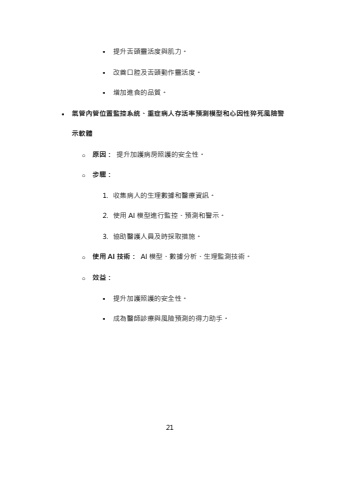 ▪ 提升舌頭靈活度與肌力。
▪ 改善口腔及舌頭動作靈活度。
▪ 增加進食的品質。
• 氣管內管位置監控系統、重症病人存活率預測模型和心因性猝死風險警
示軟體
o 原因： 提升加護病房照護的安全性。
o 步驟：
1. 收集病人的生理數據和醫療資訊。
2. 使用 AI 模型進行監控、預測和警示。
3. 協助醫護人員及時採取措施。
o 使用 AI 技術： AI 模型、數據分析、生理監測技術。
o 效益：
▪ 提升加護照護的安全性。
▪ 成為醫師診療與風險預測的得力助手。
21